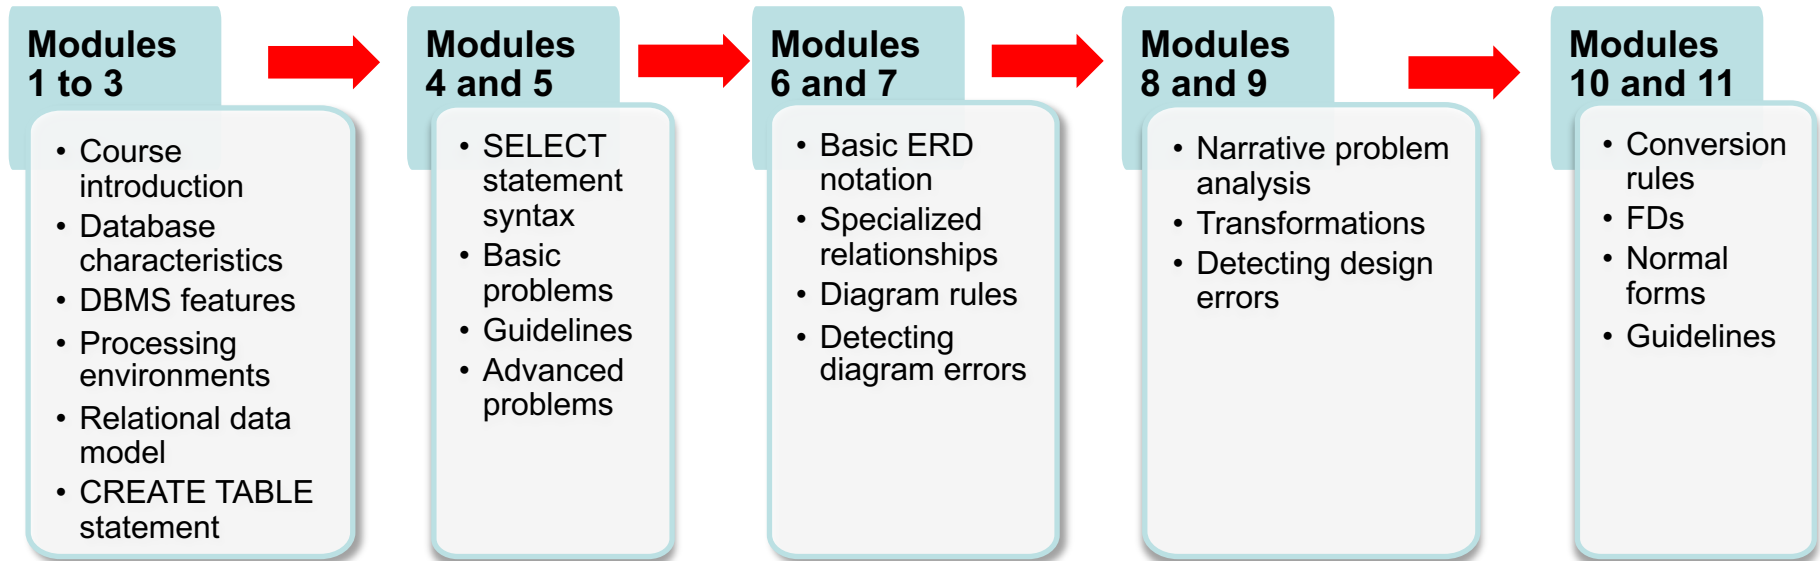 Modules
1 to 3
• Course
introduction
• Database
characteristics
• DBMS features
• Processing
environments
• Relational data
model
• CREATE TABLE
statement
Modules
4 and 5
• SELECT
statement
syntax
• Basic
problems
• Guidelines
• Advanced
problems
Modules
6 and 7
• Basic ERD
notation
• Specialized
relationships
• Diagram rules
• Detecting
diagram errors
Modules
8 and 9
• Narrative problem
analysis
• Transformations
• Detecting design
errors
Modules
10 and 11
• Conversion
rules
• FDs
• Normal
forms
• Guidelines